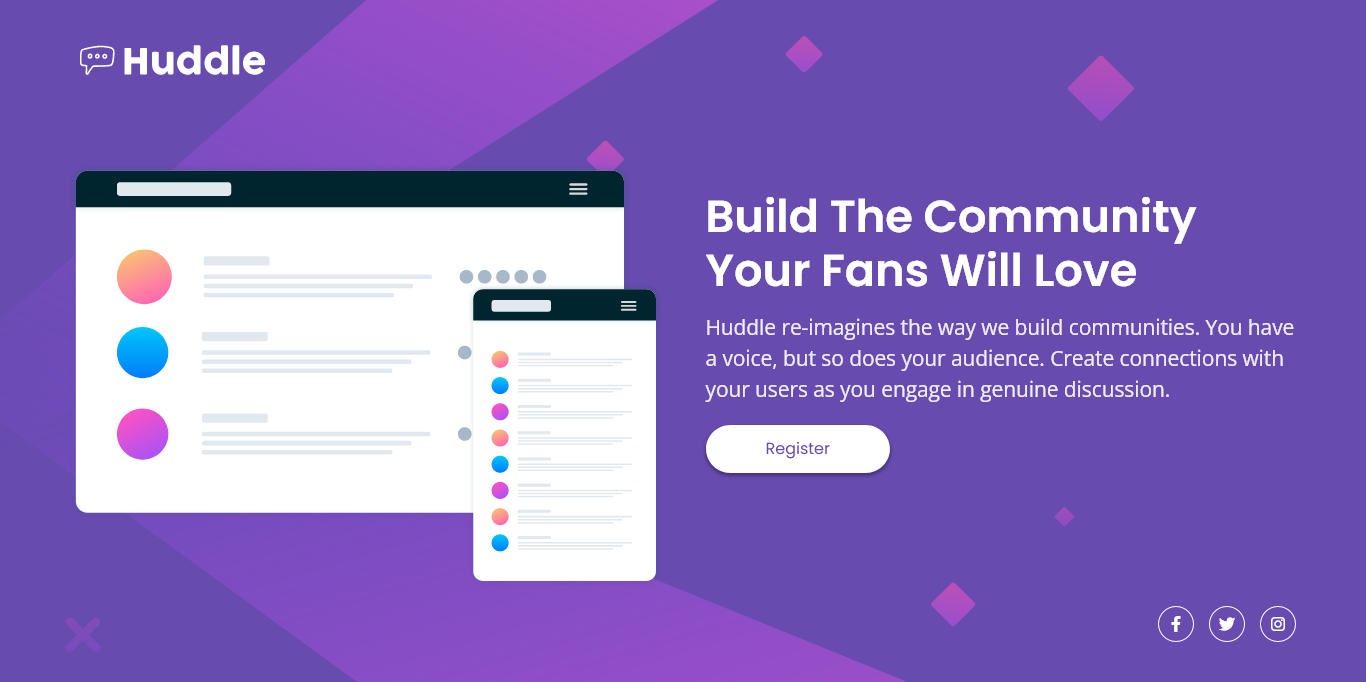 Huddle
Build The Community
Your Fans Will Love
Huddle re-imagines the way we build communities. You have
a voice, but so does your audience. Create connections with
your users as you engage in genuine discussion.
Register